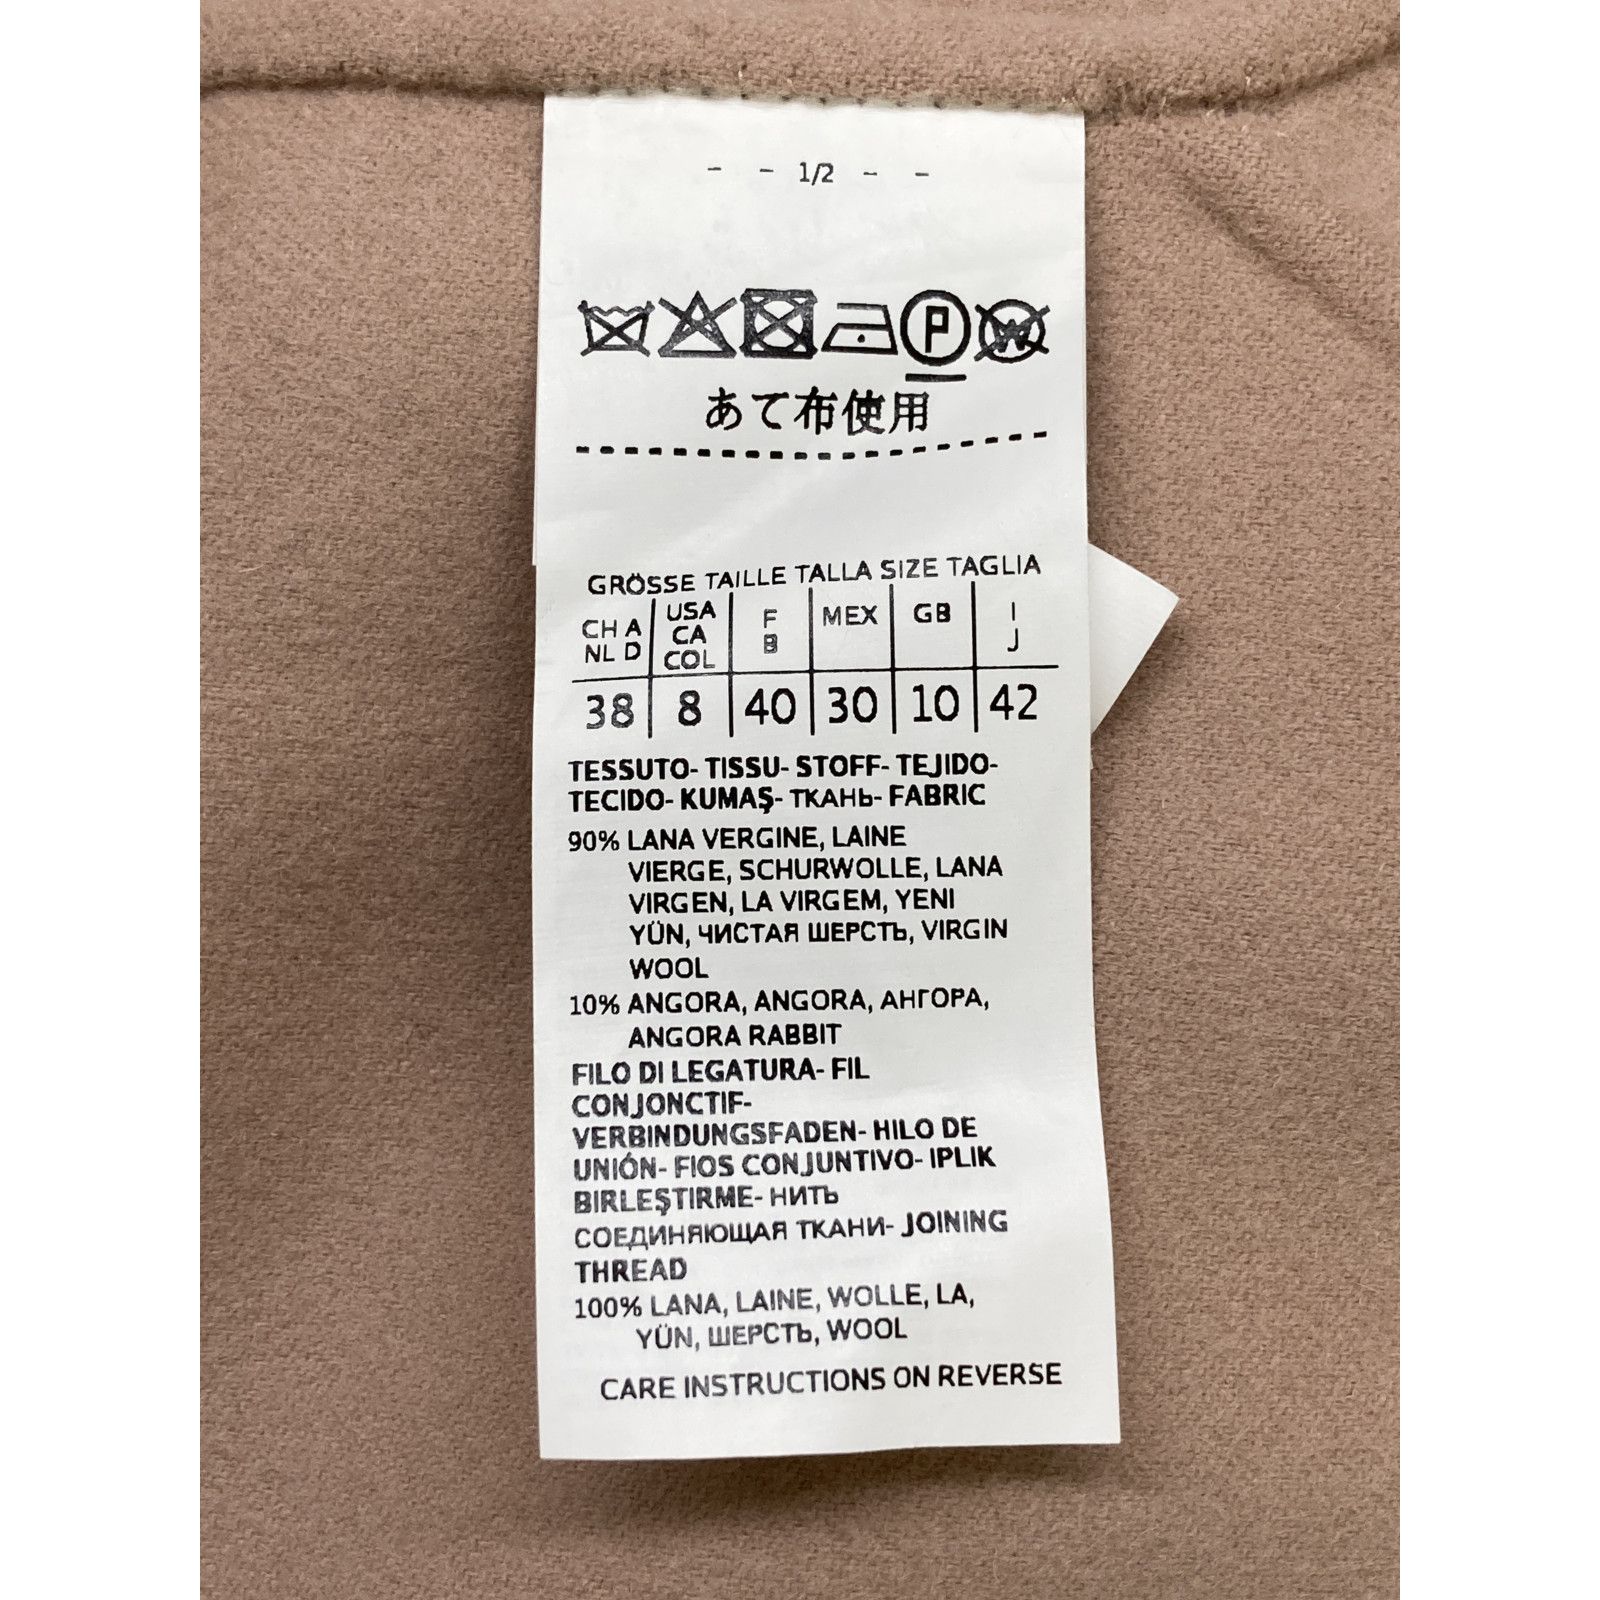 - - 1/2 - -
P W
あて布使用
GRÖSSE TAILLE TALLA SIZE TAGLIA
CH A NL D USA CA COL F B MEX GB I J
38 8 40 30 10 42
TESSUTO- TISSU- STOFF- TEJIDO-
TECIDO- KUMAŞ- ТКАНЬ- FABRIC
90% LANA VERGINE, LAINE
VIERGE, SCHURWOLLE, LANA
VIRGEN, LA VIRGEM, YENI
YÜN, ЧИСТАЯ ШЕРСТЬ, VIRGIN
WOOL
10% ANGORA, ANGORA, АНГОРА,
ANGORA RABBIT
FILO DI LEGATURA- FIL
CONJONCTIF-
VERBINDUNGSFADEN- HILO DE
UNIÓN- FIOS CONJUNTIVO- IPLIK
BIRLEŞTIRME- НИТЬ
СОЕДИНЯЮЩАЯ ТКАНИ- JOINING
THREAD
100% LANA, LAINE, WOLLE, LA,
YÜN, ШЕРСТЬ, WOOL
CARE INSTRUCTIONS ON REVERSE